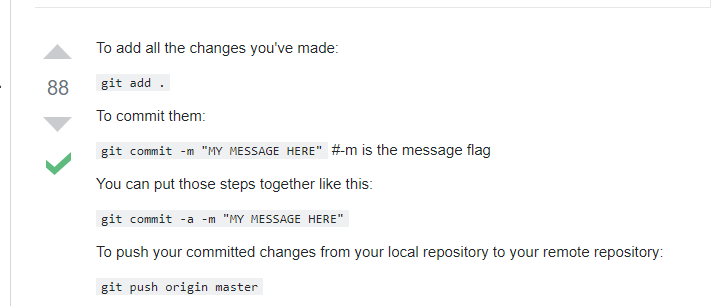 To add all the changes you've made:
88
git add .
To commit them:
git commit -m "MY MESSAGE HERE" #-m is the message flag
You can put those steps together like this:
git commit -a -m "MY MESSAGE HERE"
To push your committed changes from your local repository to your remote repository:
git push origin master